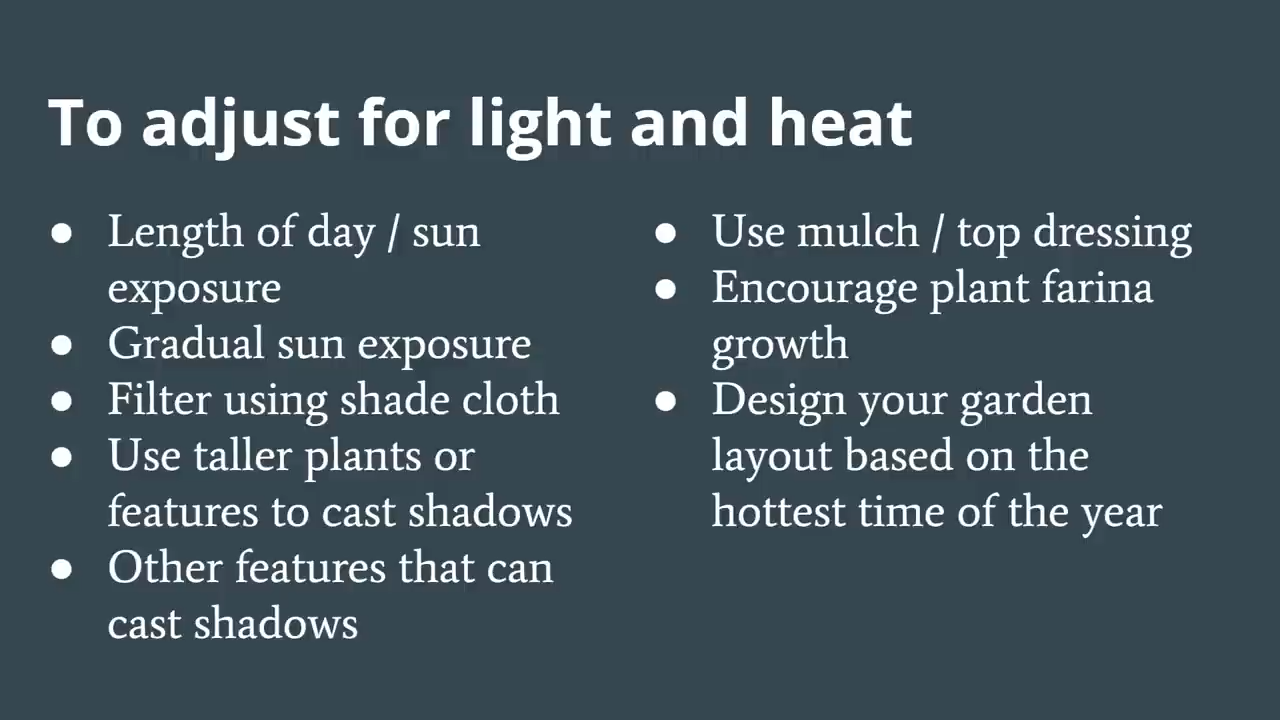 To adjust for light and heat
● Length of day / sun
exposure
● Gradual sun exposure
● Filter using shade cloth
● Use taller plants or
features to cast shadows
● Other features that can
cast shadows
● Use mulch / top dressing
● Encourage plant farina
growth
● Design your garden
layout based on the
hottest time of the year